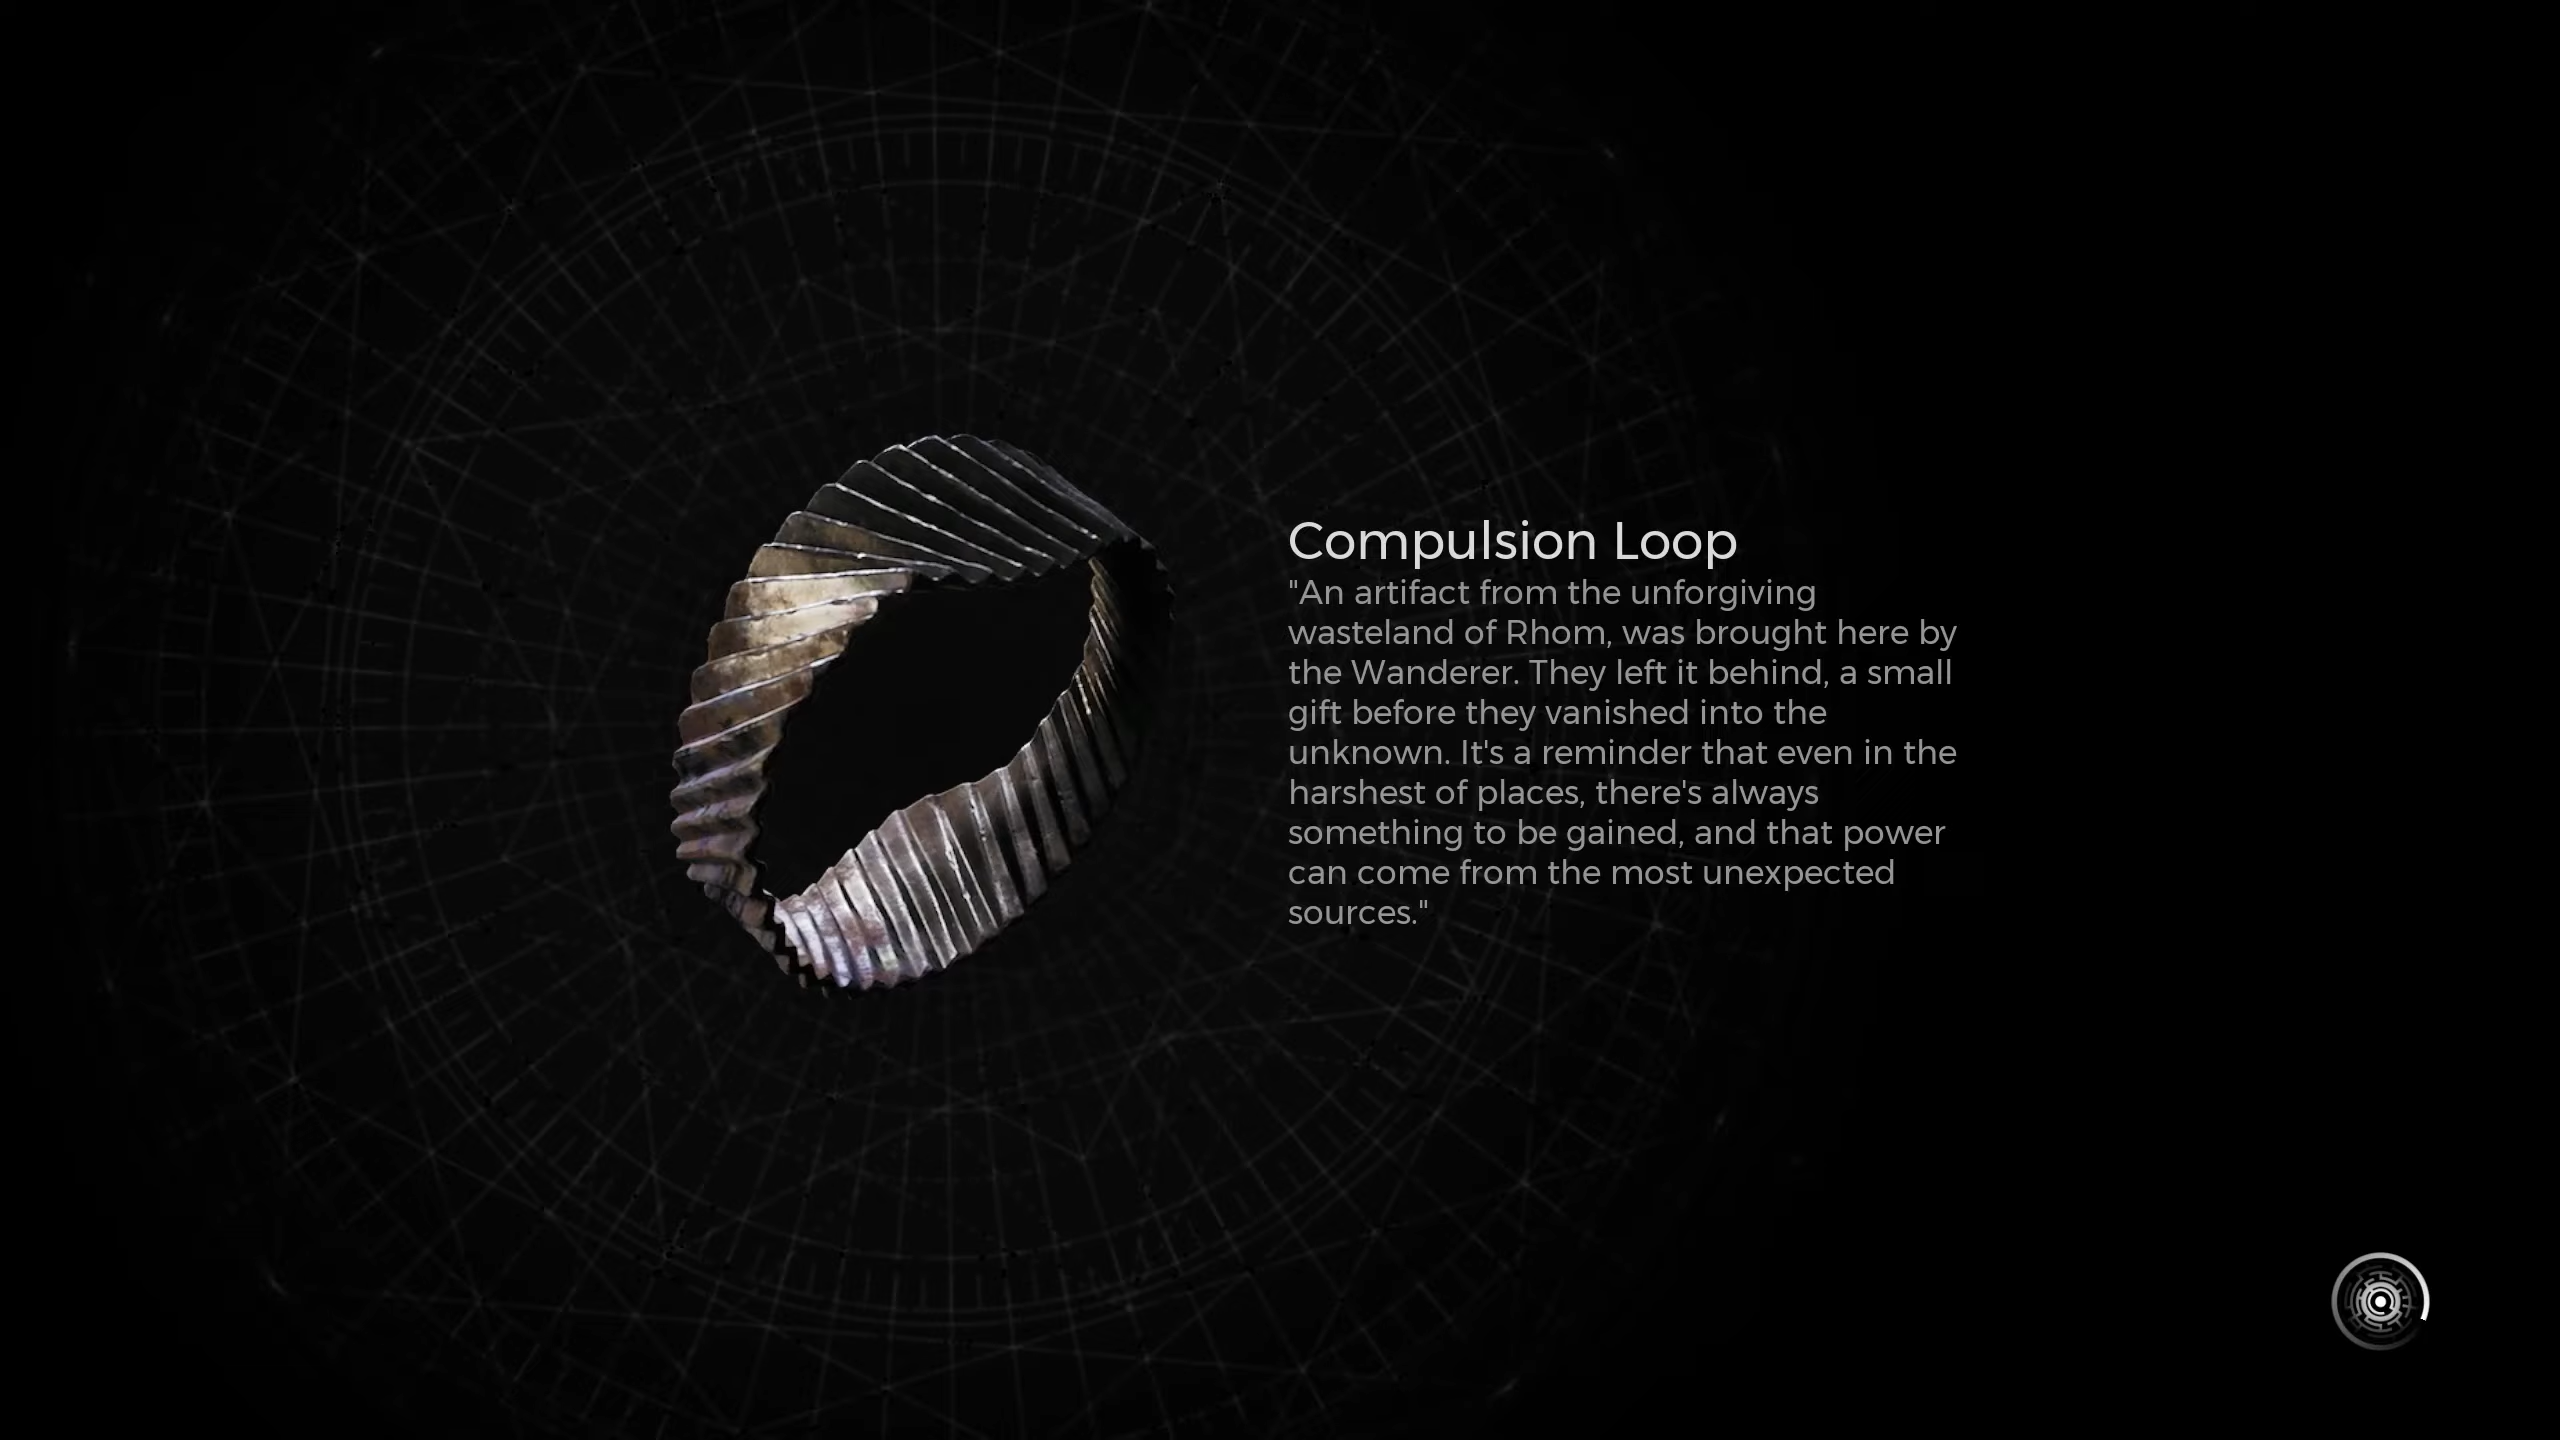 Compulsion Loop
"An artifact from the unforgiving
wasteland of Rhom, was brought here by
the Wanderer. They left it behind, a small
gift before they vanished into the
unknown. It's a reminder that even in the
harshest of places, there's always
something to be gained, and that power
can come from the most unexpected
sources."